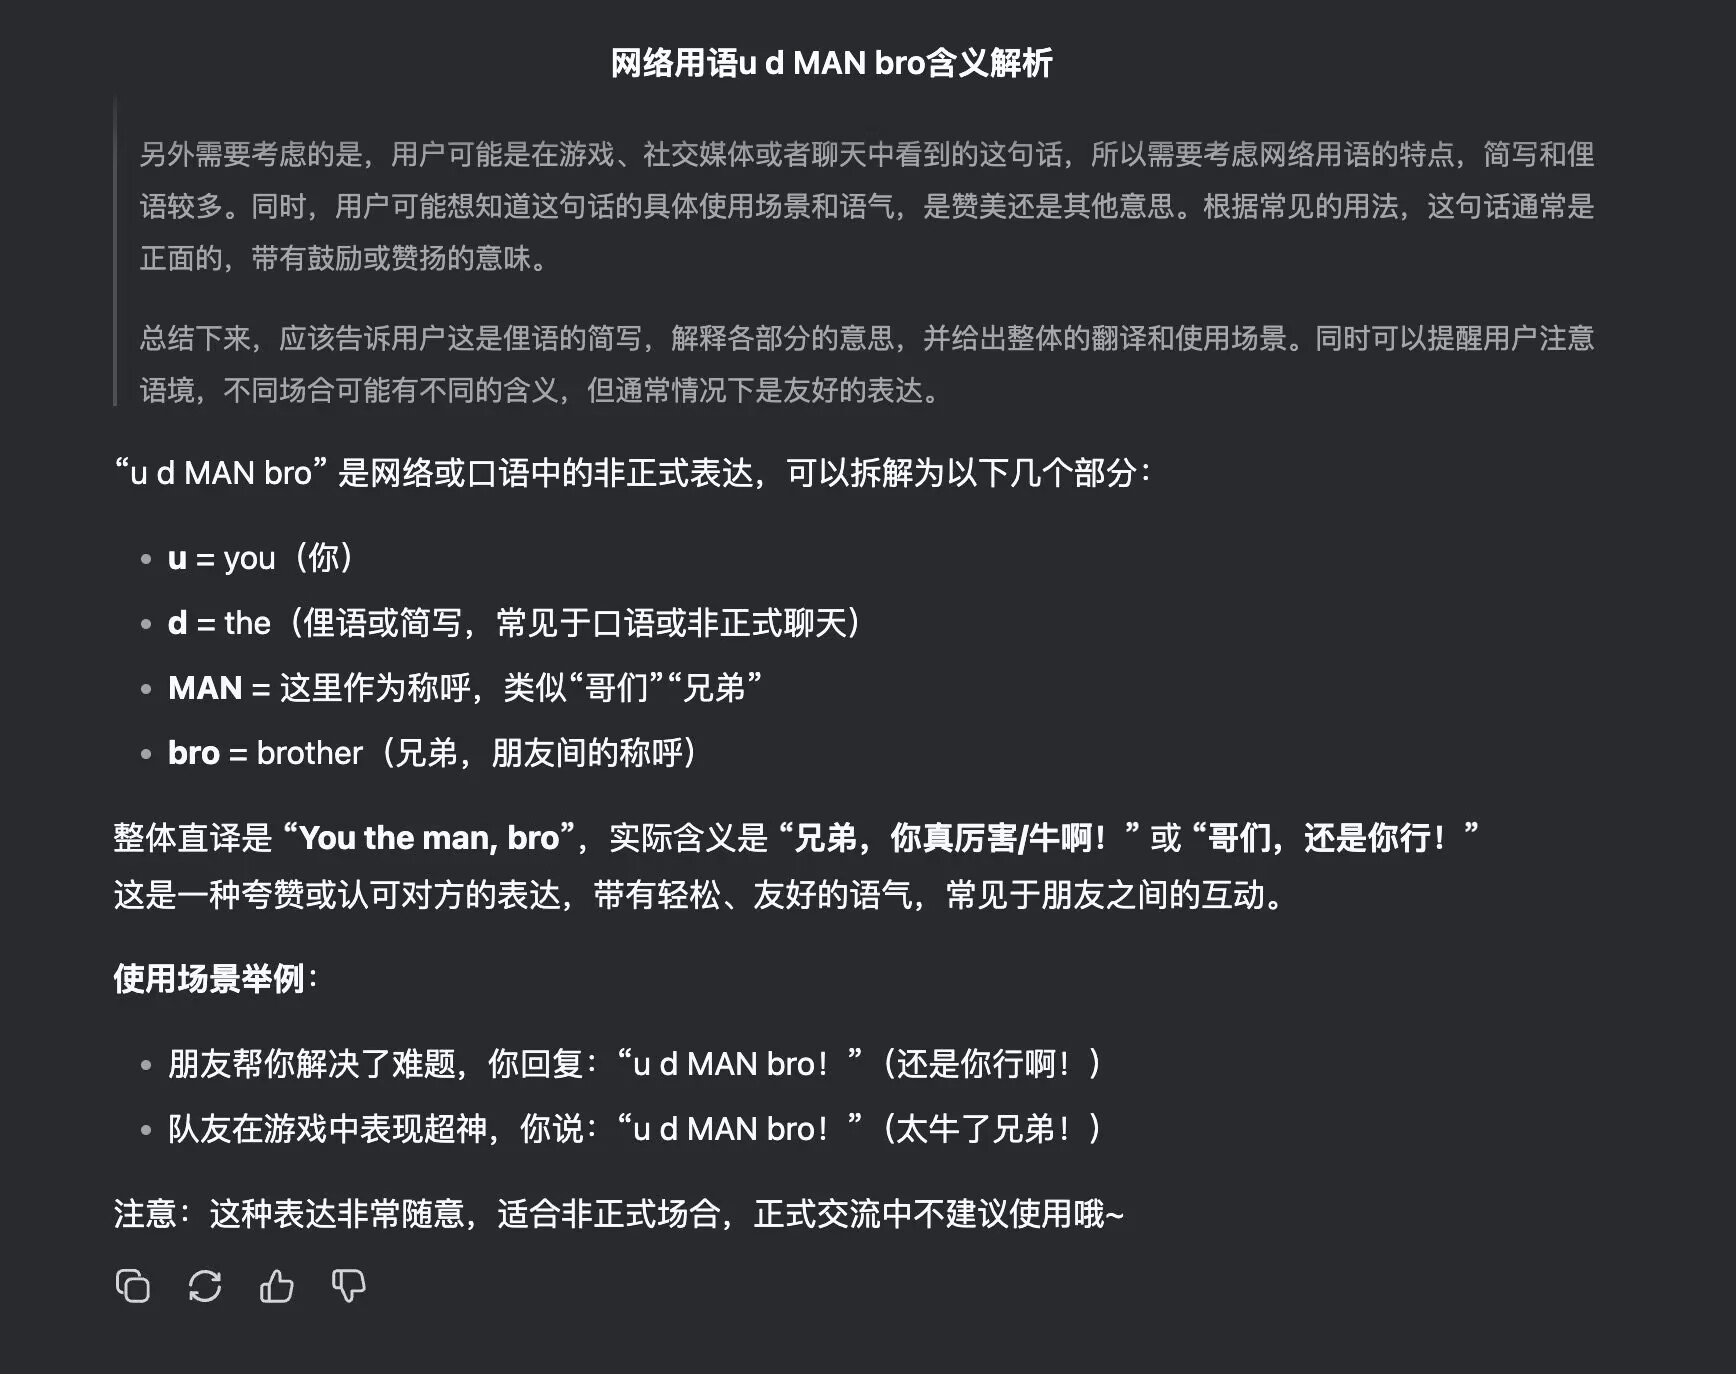 网络用语u d MAN bro含义解析
另外需要考虑的是，用户可能是在游戏、社交媒体或者聊天中看到的这句话，所以需要考虑网络用语的特点，简写和俚
语较多。同时，用户可能想知道这句话的具体使用场景和语气，是赞美还是其他意思。根据常见的用法，这句话通常是
正面的，带有鼓励或赞扬的意味。
总结下来，应该告诉用户这是俚语的简写，解释各部分的意思，并给出整体的翻译和使用场景。同时可以提醒用户注意
语境，不同场合可能有不同的含义，但通常情况下是友好的表达。
“u d MAN bro” 是网络或口语中的非正式表达，可以拆解为以下几个部分：
• u = you（你）
• d = the（俚语或简写，常见于口语或非正式聊天）
• MAN = 这里作为称呼，类似“哥们”“兄弟”
• bro = brother（兄弟，朋友间的称呼）
整体直译是 “You the man, bro”，实际含义是 “兄弟，你真厉害/牛啊！” 或 “哥们，还是你行！”
这是一种夸赞或认可对方的表达，带有轻松、友好的语气，常见于朋友之间的互动。
使用场景举例：
• 朋友帮你解决了难题，你回复：“u d MAN bro！”（还是你行啊！）
• 队友在游戏中表现超神，你说：“u d MAN bro！”（太牛了兄弟！）
注意：这种表达非常随意，适合非正式场合，正式交流中不建议使用哦~